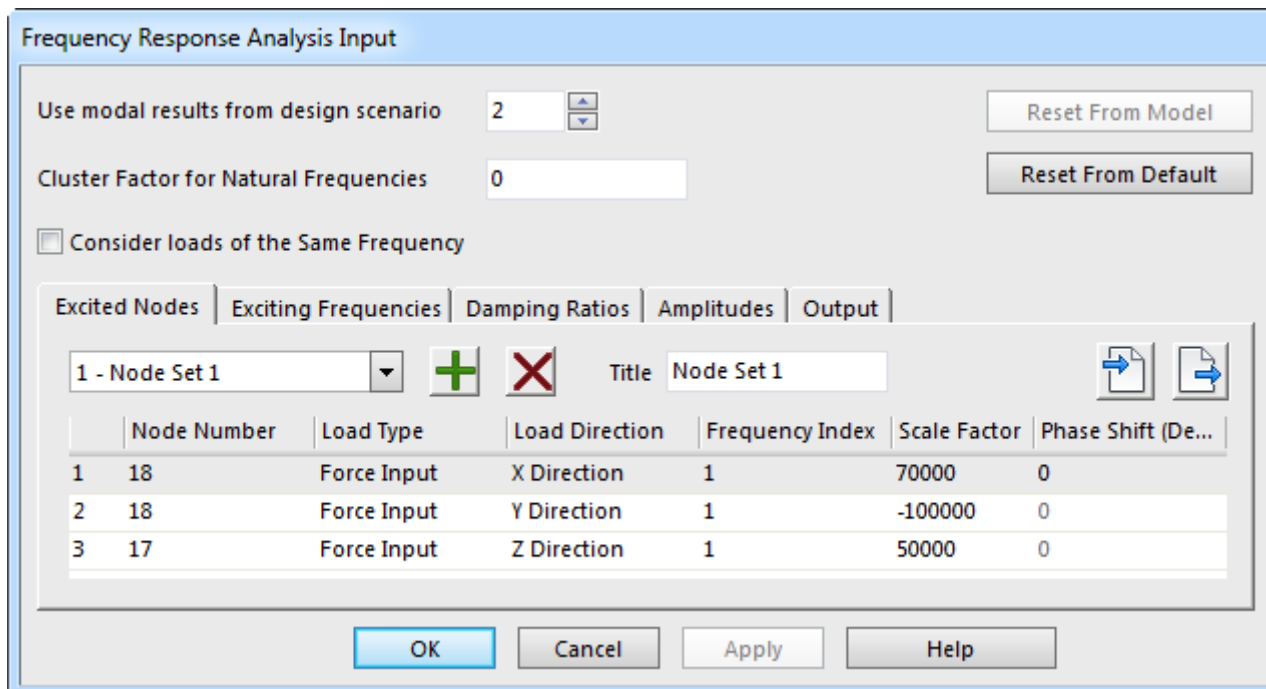 Frequency Response Analysis Input
Use modal results from design scenario 2 Reset From Model
Cluster Factor for Natural Frequencies 0 Reset From Default
Consider loads of the Same Frequency
Excited Nodes Exciting Frequencies Damping Ratios Amplitudes Output
1 - Node Set 1 Title Node Set 1
Node Number Load Type Load Direction Frequency Index Scale Factor Phase Shift (De...
1 18 Force Input X Direction 1 70000 0
2 18 Force Input Y Direction 1 -100000 0
3 17 Force Input Z Direction 1 50000 0
OK Cancel Apply Help